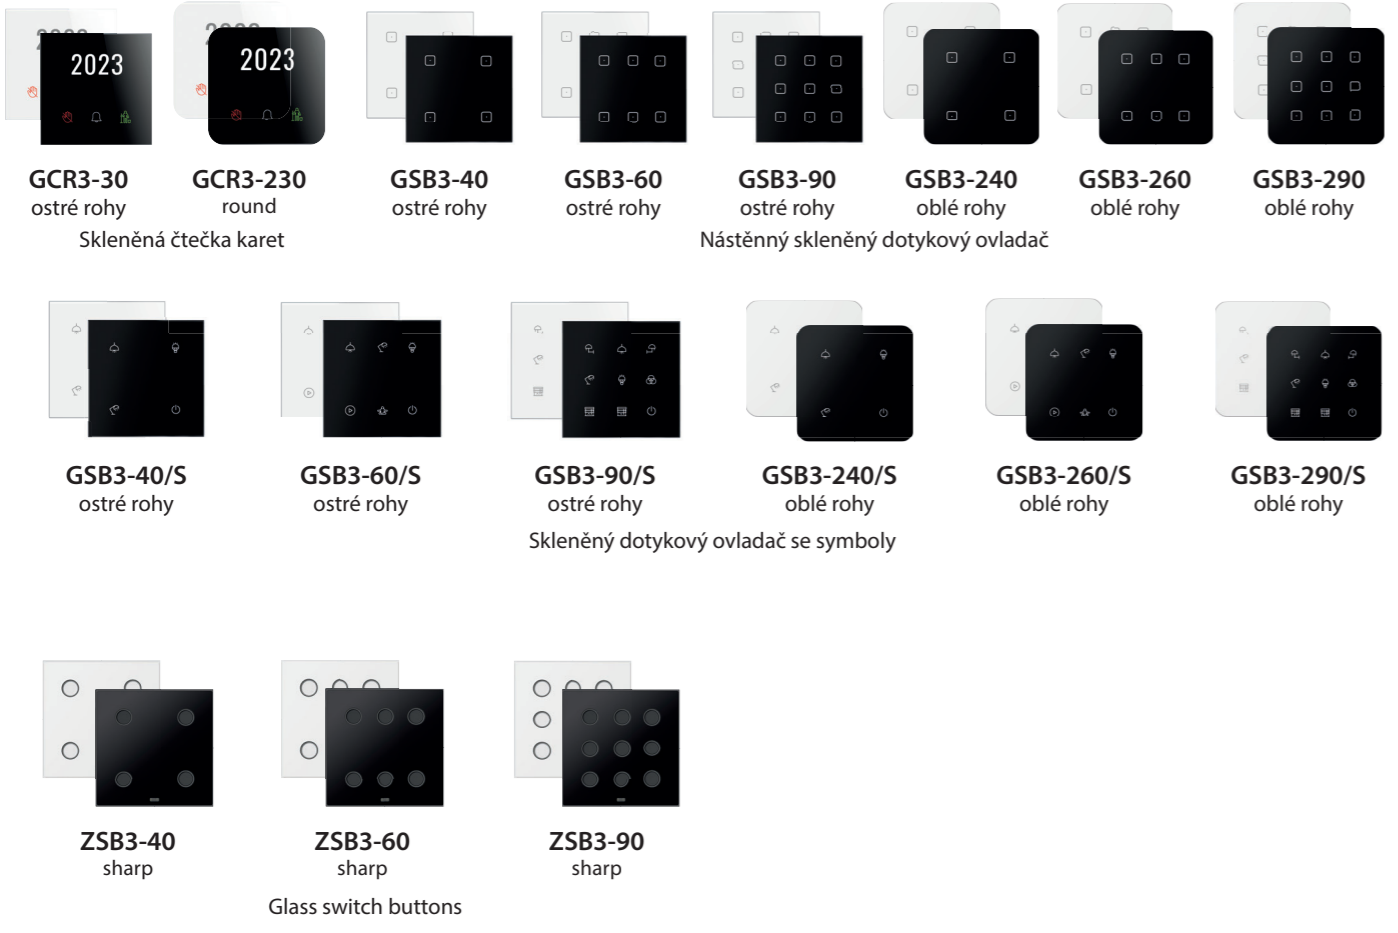 2023
2023
GCR3-30
ostré rohy
GCR3-230
round
GSB3-40
ostré rohy
GSB3-60
ostré rohy
GSB3-90
ostré rohy
GSB3-240
oblé rohy
GSB3-260
oblé rohy
GSB3-290
oblé rohy
Skleněná čtečka karet
Nástěnný skleněný dotykový ovladač
GSB3-40/S
ostré rohy
GSB3-60/S
ostré rohy
GSB3-90/S
ostré rohy
GSB3-240/S
oblé rohy
GSB3-260/S
oblé rohy
GSB3-290/S
oblé rohy
Skleněný dotykový ovladač se symboly
ZSB3-40
sharp
ZSB3-60
sharp
ZSB3-90
sharp
Glass switch buttons